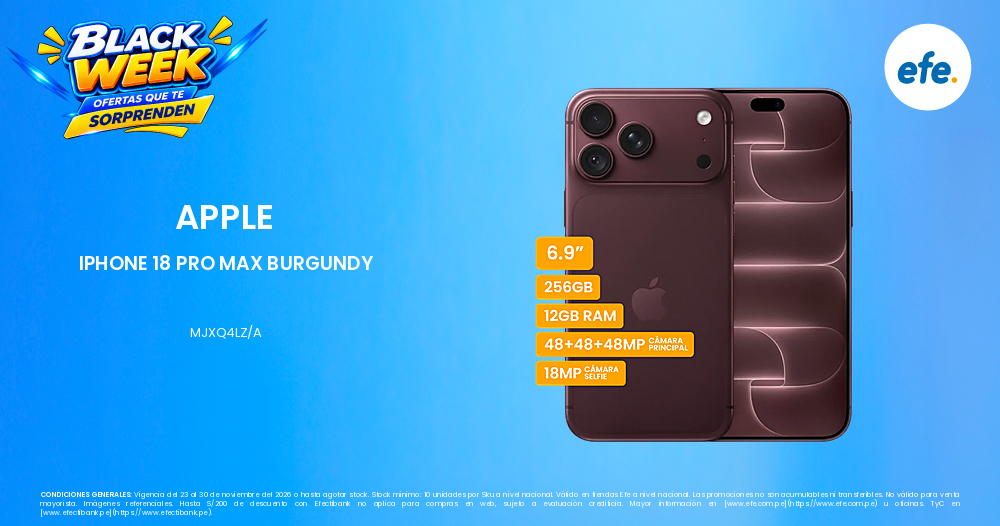 BLACK
WEEK
OFERTAS QUE TE
SORPRENDEN
efe.
APPLE
IPHONE 18 PRO MAX BURGUNDY
MJXQ4LZ/A
6.9”
256GB
12GB RAM
48+48+48MP CÁMARA PRINCIPAL
18MP CÁMARA SELFIE
CONDICIONES GENERALES: Vigencia del 23 al 30 de noviembre del 2026 o hasta agotar stock. Stock mínimo: 10 unidades por Sku a nivel nacional. Válido en tiendas Efe a nivel nacional. Las promociones no son acumulables ni transferibles. No válido para venta
mayorista. Imágenes referenciales. Hasta S/200 de descuento con Efectibank no aplica para compras en web, sujeto a evaluación crediticia. Mayor información en [www.efe.com.pe](https://www.efe.com.pe) u oficinas. TyC en
[www.efectibank.pe](https://www.efectibank.pe).